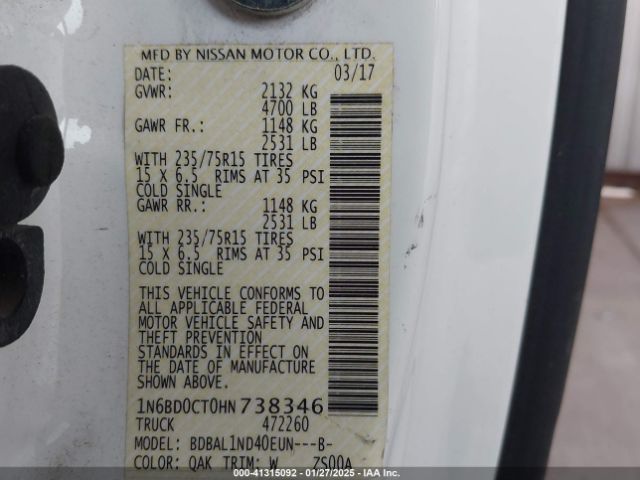 MFD BY NISSAN MOTOR CO., LTD.
DATE: 03/17
GVWR: 2132 KG
4700 LB
GAWR FR.: 1148 KG
2531 LB
WITH 235/75R15 TIRES
15 X 6.5 RIMS AT 35 PSI
COLD SINGLE
GAWR RR.: 1148 KG
2531 LB
WITH 235/75R15 TIRES
15 X 6.5 RIMS AT 35 PSI
COLD SINGLE
THIS VEHICLE CONFORMS TO
ALL APPLICABLE FEDERAL
MOTOR VEHICLE SAFETY AND
THEFT PREVENTION
STANDARDS IN EFFECT ON
THE DATE OF MANUFACTURE
SHOWN ABOVE.
1N6BD0CT0HN738346
TRUCK 472260
MODEL: BDBAL1ND40EUN---B-
COLOR: QAK TRIM: W ZS00A
OWNER: 41315092 - 01/27/2025 - IAA Inc.